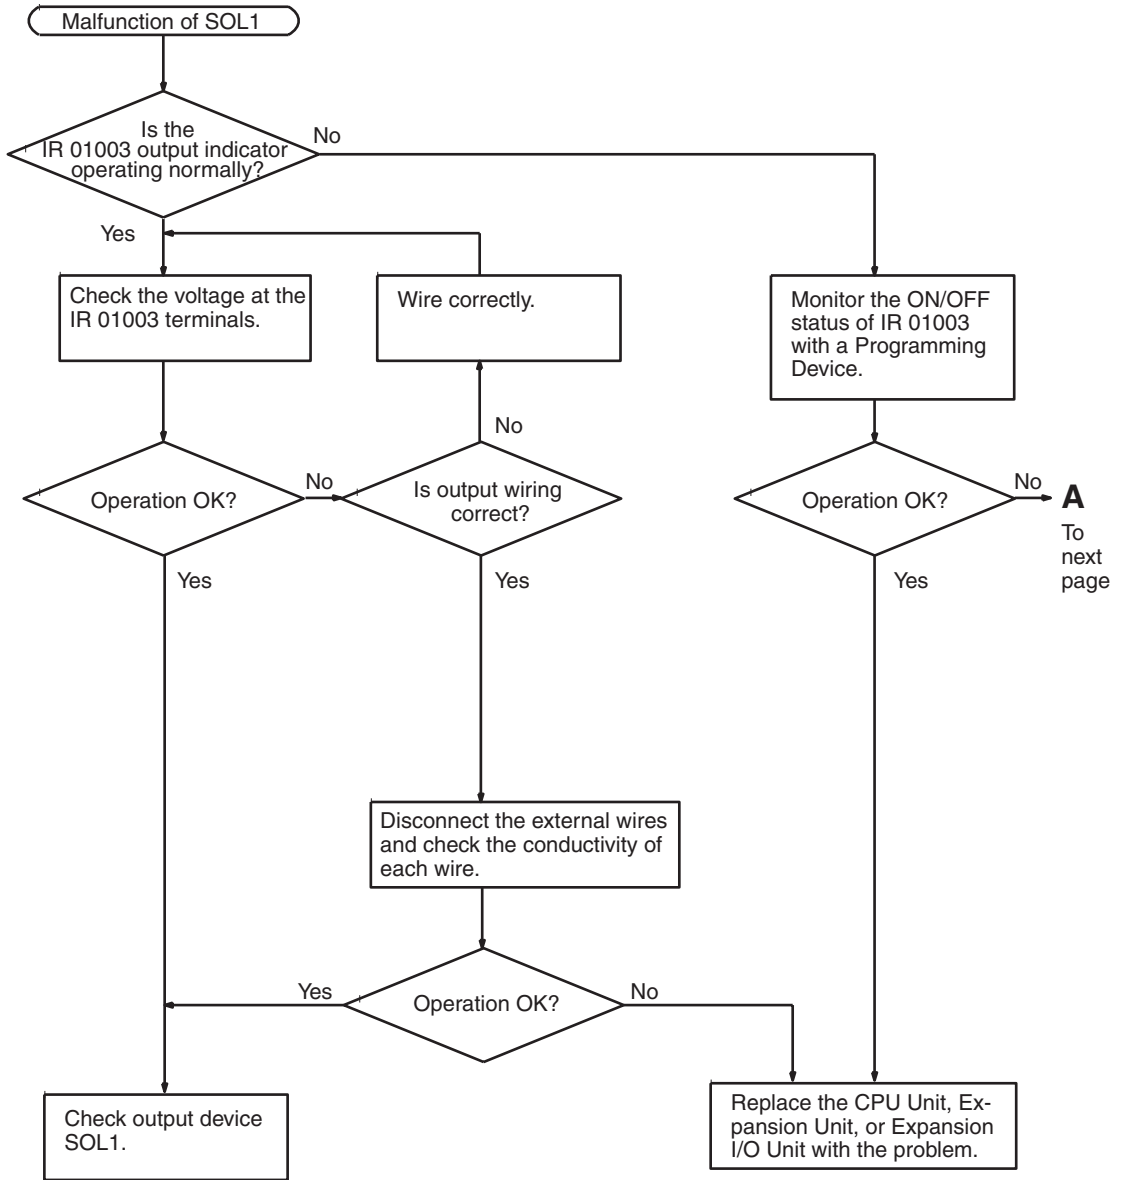 Malfunction of SOL1
Is the
IR 01003 output indicator
operating normally?
No
Yes
Check the voltage at the
IR 01003 terminals.
Wire correctly.
Monitor the ON/OFF
status of IR 01003
with a Programming
Device.
No
Operation OK?
No
Is output wiring
correct?
Operation OK?
No
A
To
next
page
Yes
Yes
Yes
Disconnect the external wires
and check the conductivity of
each wire.
Yes
Operation OK?
No
Check output device
SOL1.
Replace the CPU Unit, Ex-
pansion Unit, or Expansion
I/O Unit with the problem.